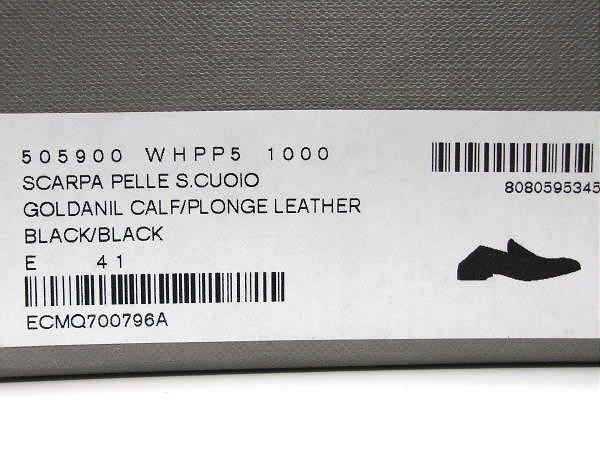 505900 WHPP5 1000
SCARPA PELLE S.CUOIO
GOLDANIL CALF/PLONGE LEATHER
BLACK/BLACK
E 41
ECMQ700796A
8080595345